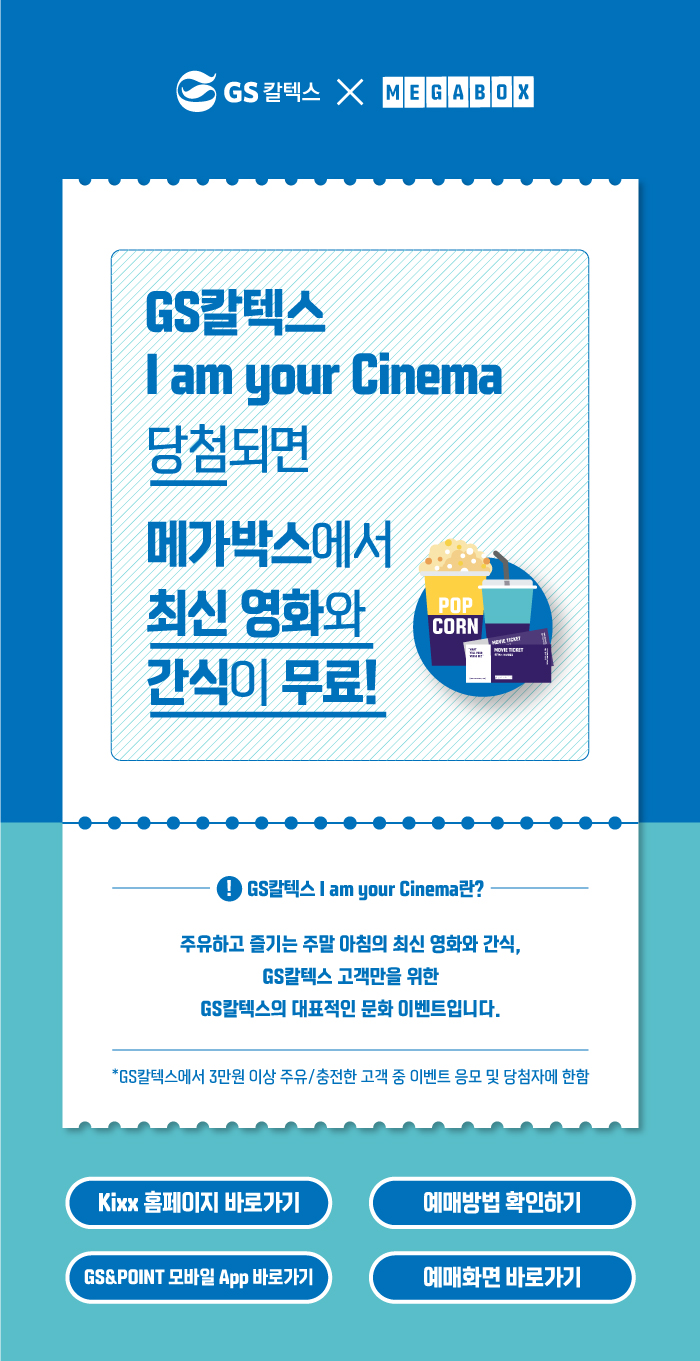 GS 칼텍스 MEGABOX
GS칼텍스
I am your Cinema
당첨되면
메가박스에서
최신 영화와
간식이 무료!
POP
CORN
MOVIE TICKET
MOVIE TICKET
! GS칼텍스 I am your Cinema란?
주유하고 즐기는 주말 아침의 최신 영화와 간식,
GS칼텍스 고객만을 위한
GS칼텍스의 대표적인 문화 이벤트입니다.
*GS칼텍스에서 3만원 이상 주유/충전한 고객 중 이벤트 응모 및 당첨자에 한함
Kixx 홈페이지 바로가기
예매방법 확인하기
GS&POINT 모바일 App 바로가기
예매화면 바로가기